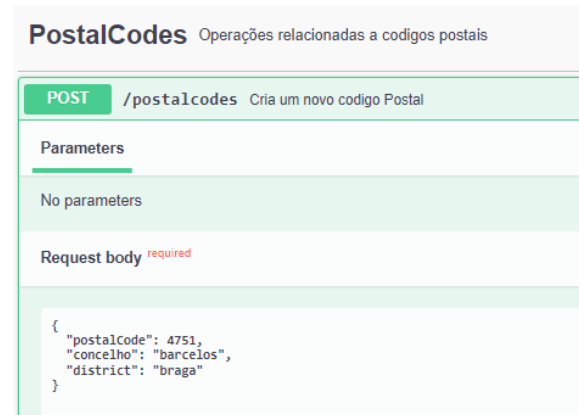 PostalCodes Operações relacionadas a codigos postais
POST /postalcodes Cria um novo codigo Postal
Parameters
No parameters
Request body required
{
"postalCode": 4751,
"concelho": "barcelos",
"district": "braga"
}